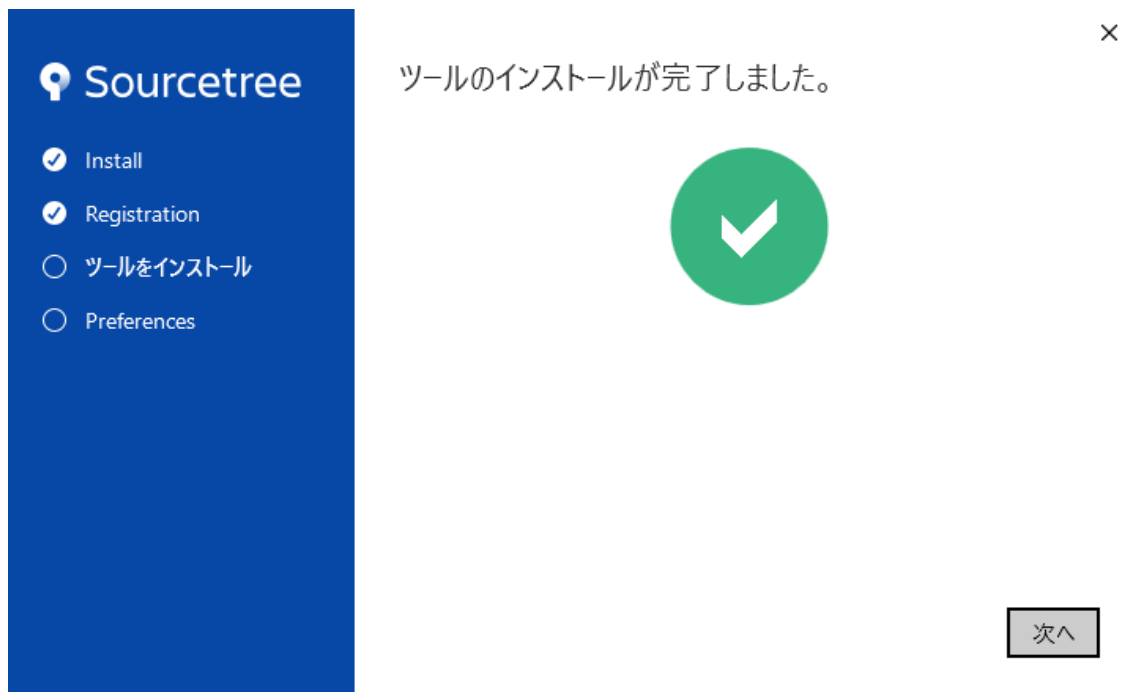 Sourcetree
Install
Registration
ツールをインストール
Preferences
ツールのインストールが完了しました。
次へ